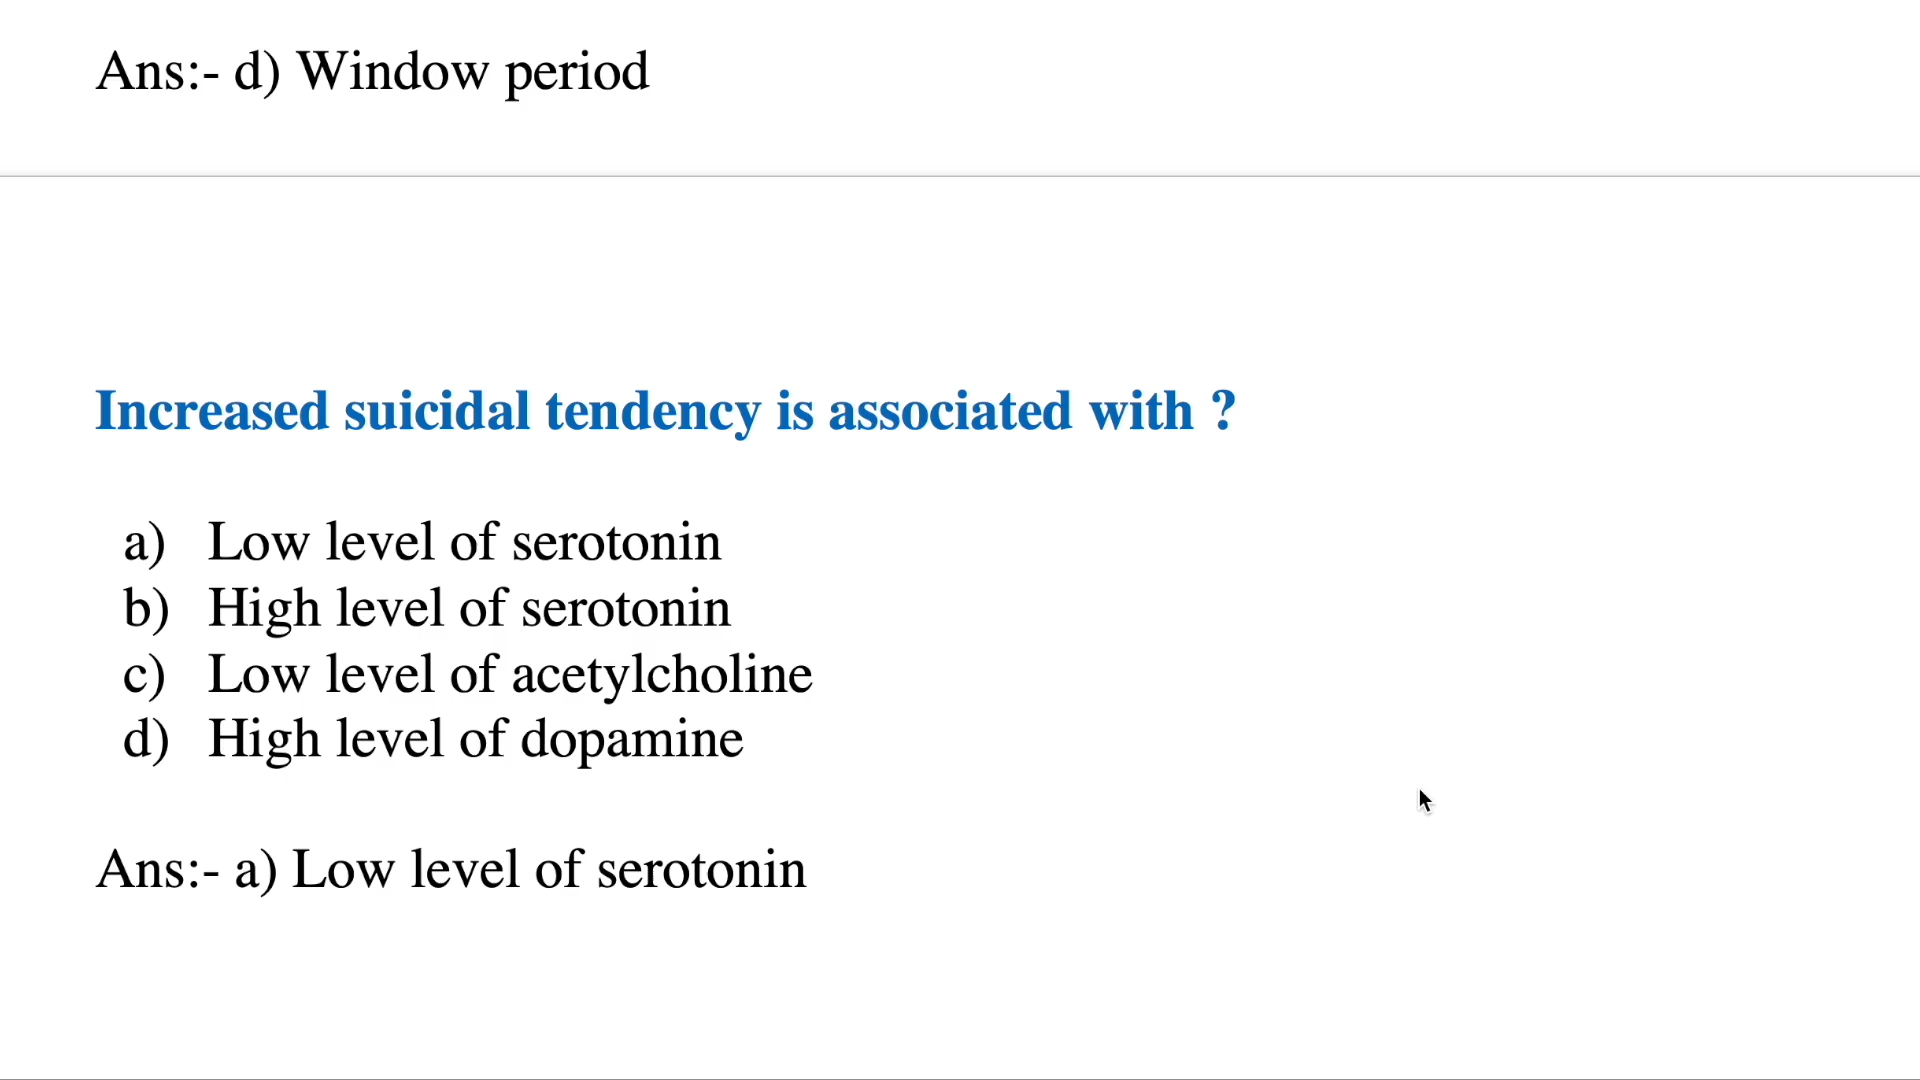 Ans:- d) Window period
Increased suicidal tendency is associated with ?
a) Low level of serotonin
b) High level of serotonin
c) Low level of acetylcholine
d) High level of dopamine
Ans:- a) Low level of serotonin